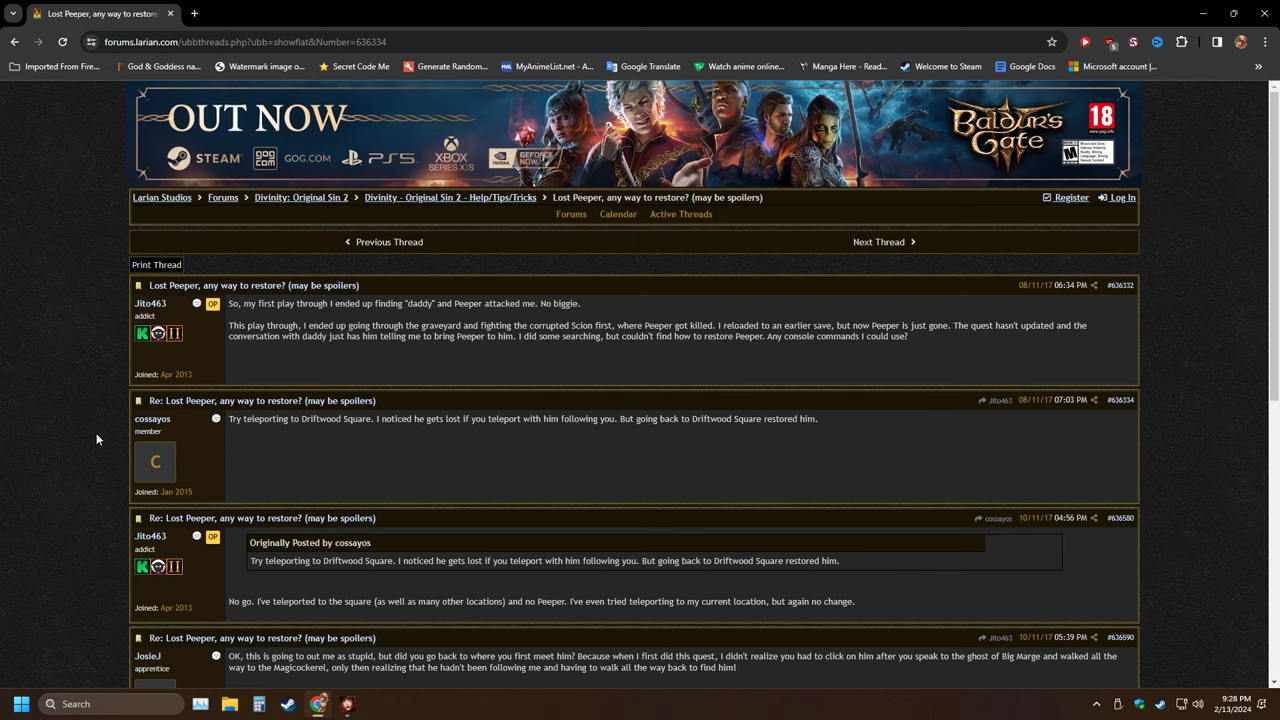 Lost Peeper, any way to restore
forums.larian.com/ubbthreads.php?ubb=showflat&Number=636334
Imported From Fire...
God & Goddess na...
Watermark image o...
Secret Code Me
Generate Random...
MyAnimeList.net - A...
Google Translate
Watch anime online...
Manga Here - Read...
Welcome to Steam
Google Docs
Microsoft account |...
OUT NOW
STEAM
gog.com GOG.COM
PS5
XBOX SERIES X|S
BALDUR'S GATE
18
Larian Studios > Forums > Divinity: Original Sin 2 > Divinity - Original Sin 2 - Help/Tips/Tricks > Lost Peeper, any way to restore? (may be spoilers)
Register Log In
Forums Calendar Active Threads
Previous Thread
Next Thread
Print Thread
Lost Peeper, any way to restore? (may be spoilers)
08/11/17 06:34 PM #636332
Jito463 OP
addict
K II
Joined: Apr 2013
So, my first play through I ended up finding "daddy" and Peeper attacked me. No biggie.
This play through, I ended up going through the graveyard and fighting the corrupted Scion first, where Peeper got killed. I reloaded to an earlier save, but now Peeper is just gone. The quest hasn't updated and the
conversation with daddy just has him telling me to bring Peeper to him. I did some searching, but couldn't find how to restore Peeper. Any console commands I could use?
Re: Lost Peeper, any way to restore? (may be spoilers)
Jito463 08/11/17 07:03 PM #636334
cossayos
member
C
Joined: Jan 2015
Try teleporting to Driftwood Square. I noticed he gets lost if you teleport with him following you. But going back to Driftwood Square restored him.
Re: Lost Peeper, any way to restore? (may be spoilers)
cossayos 10/11/17 04:56 PM #636580
Jito463 OP
addict
K II
Joined: Apr 2013
Originally Posted by cossayos
Try teleporting to Driftwood Square. I noticed he gets lost if you teleport with him following you. But going back to Driftwood Square restored him.
No go. I've teleported to the square (as well as many other locations) and no Peeper. I've even tried teleporting to my current location, but again no change.
Re: Lost Peeper, any way to restore? (may be spoilers)
Jito463 10/11/17 05:39 PM #636590
JosieJ
apprentice
OK, this is going to out me as stupid, but did you go back to where you first meet him? Because when I first did this quest, I didn't realize you had to click on him after you speak to the ghost of Big Marge and walked all the
way to the Magicockerel, only then realizing that he hadn't been following me and having to walk all the way back to find him!
Search
9:28 PM
2/13/2024